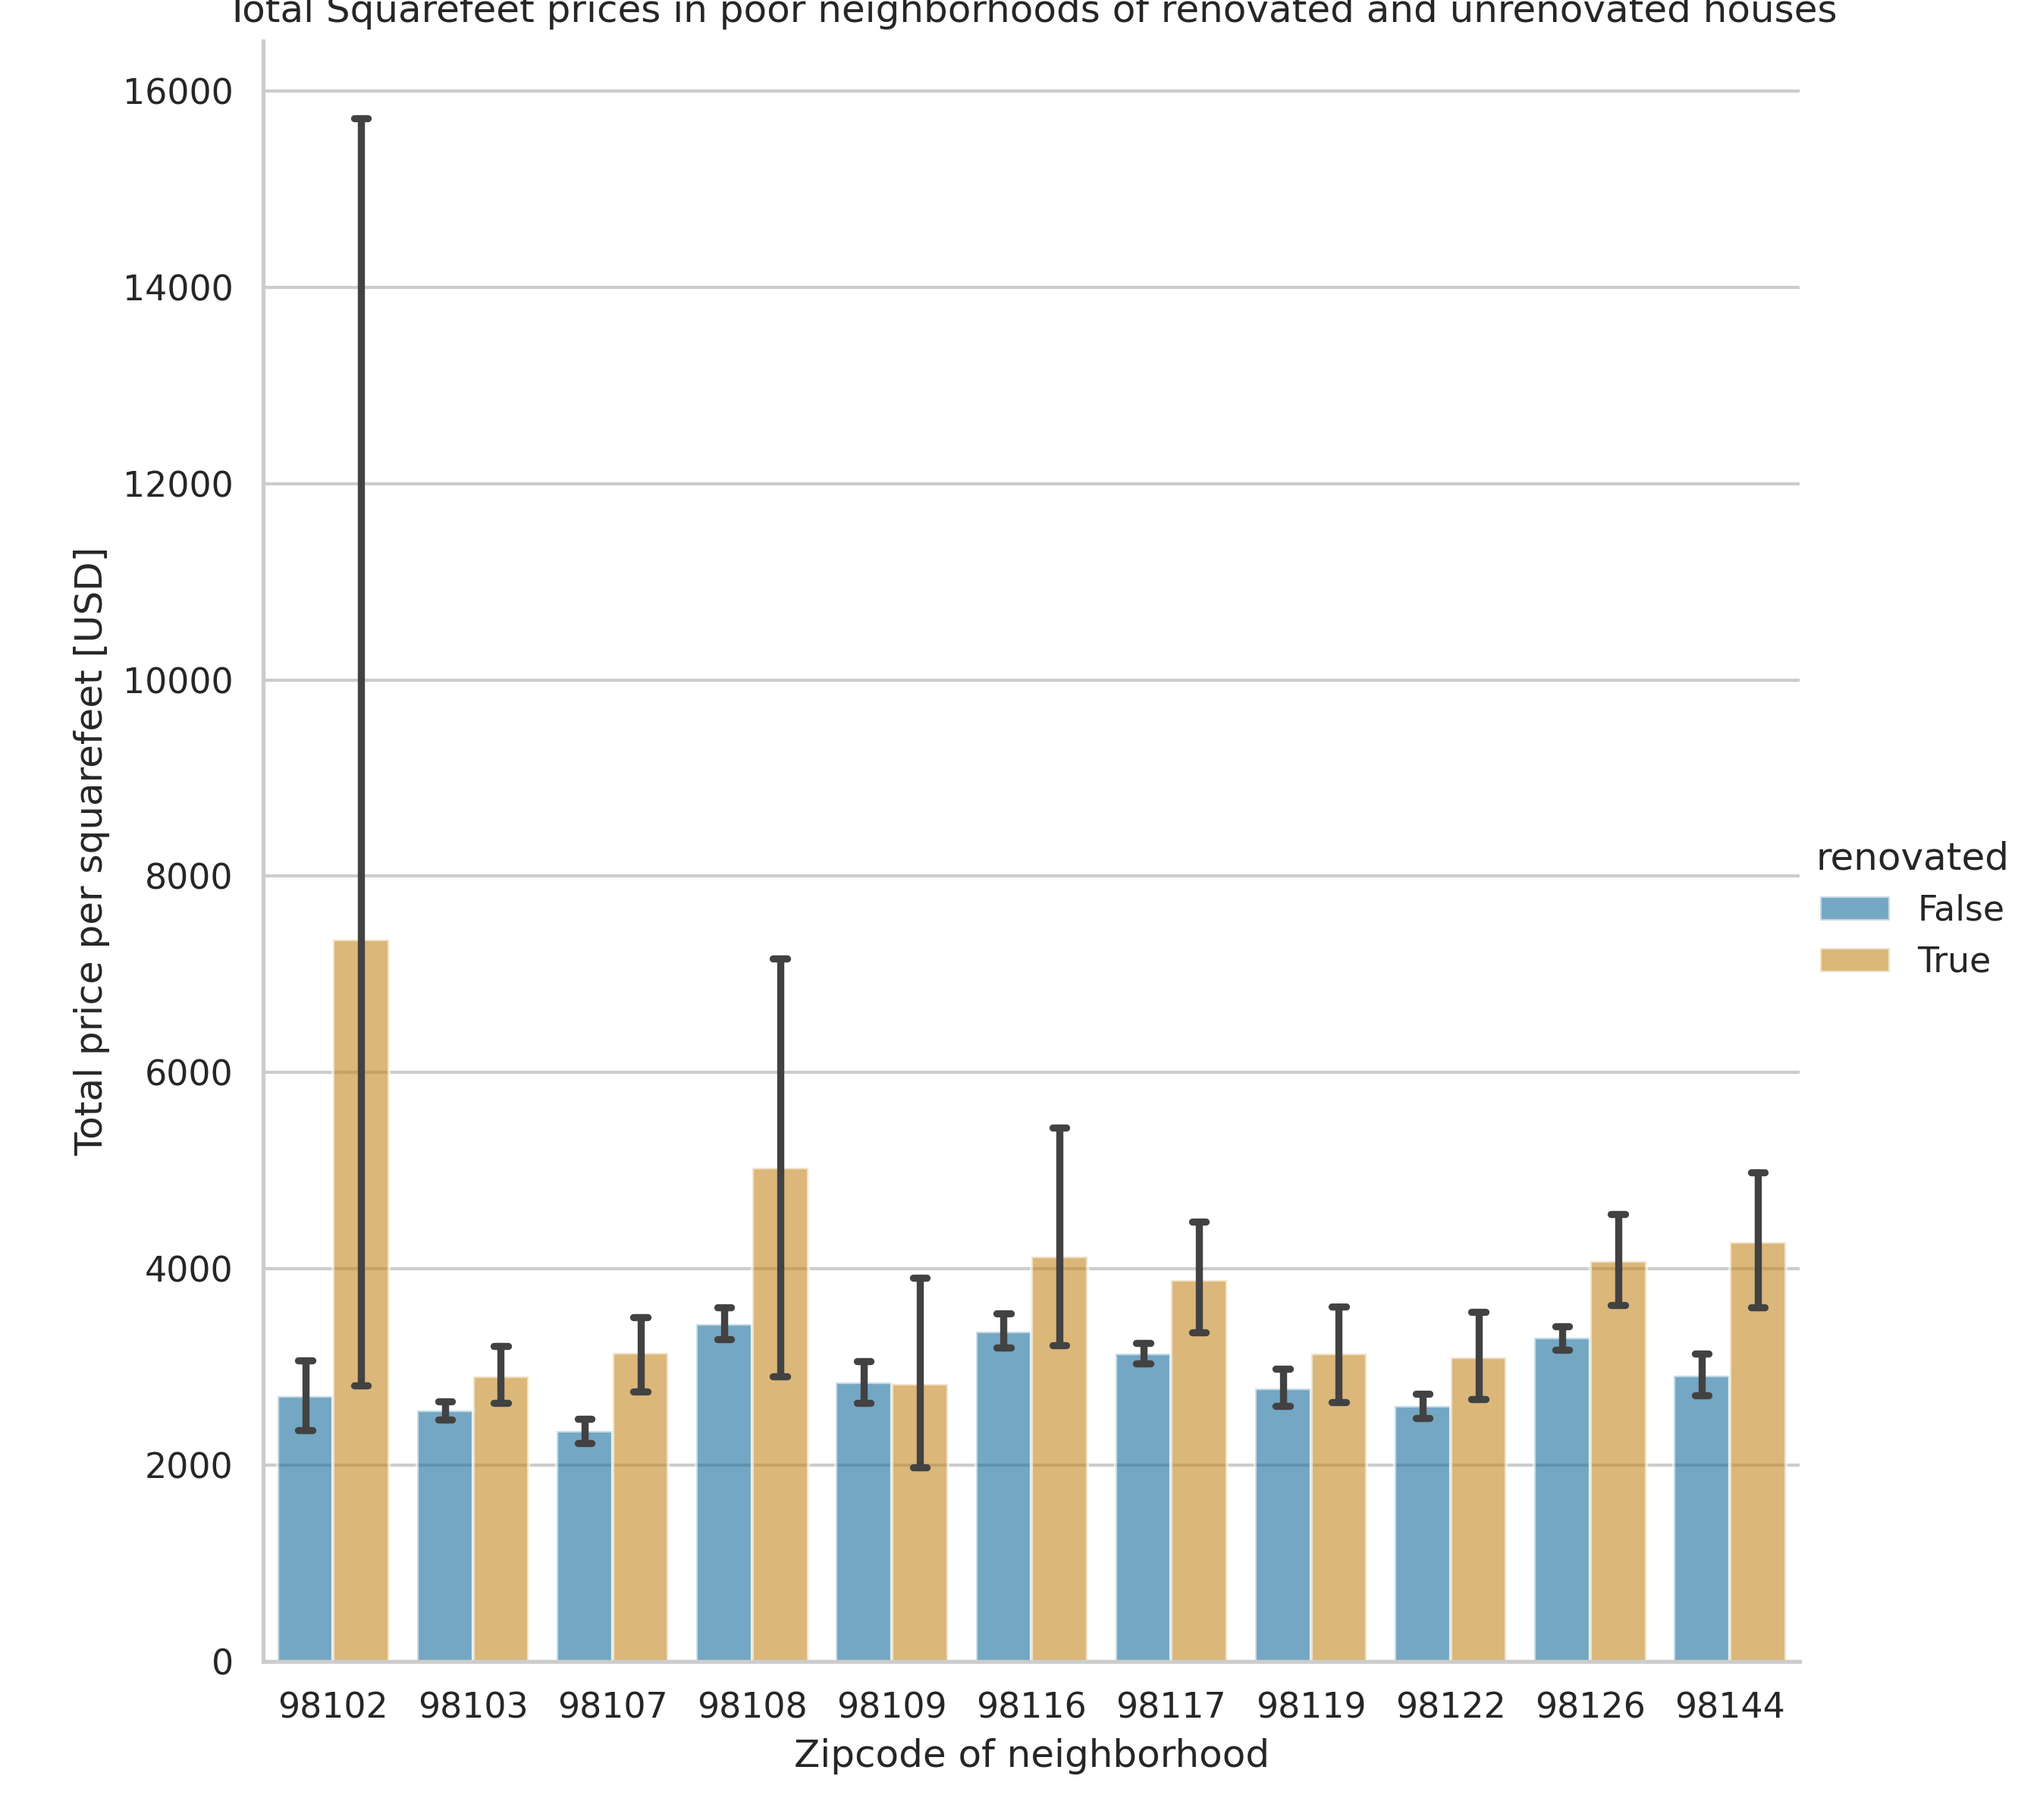 Total Squarefeet prices in poor neighborhoods of renovated and unrenovated houses
16000
14000
12000
10000
8000
6000
4000
2000
0
Total price per squarefeet [USD]
renovated
False
True
98102 98103 98107 98108 98109 98116 98117 98119 98122 98126 98144
Zipcode of neighborhood